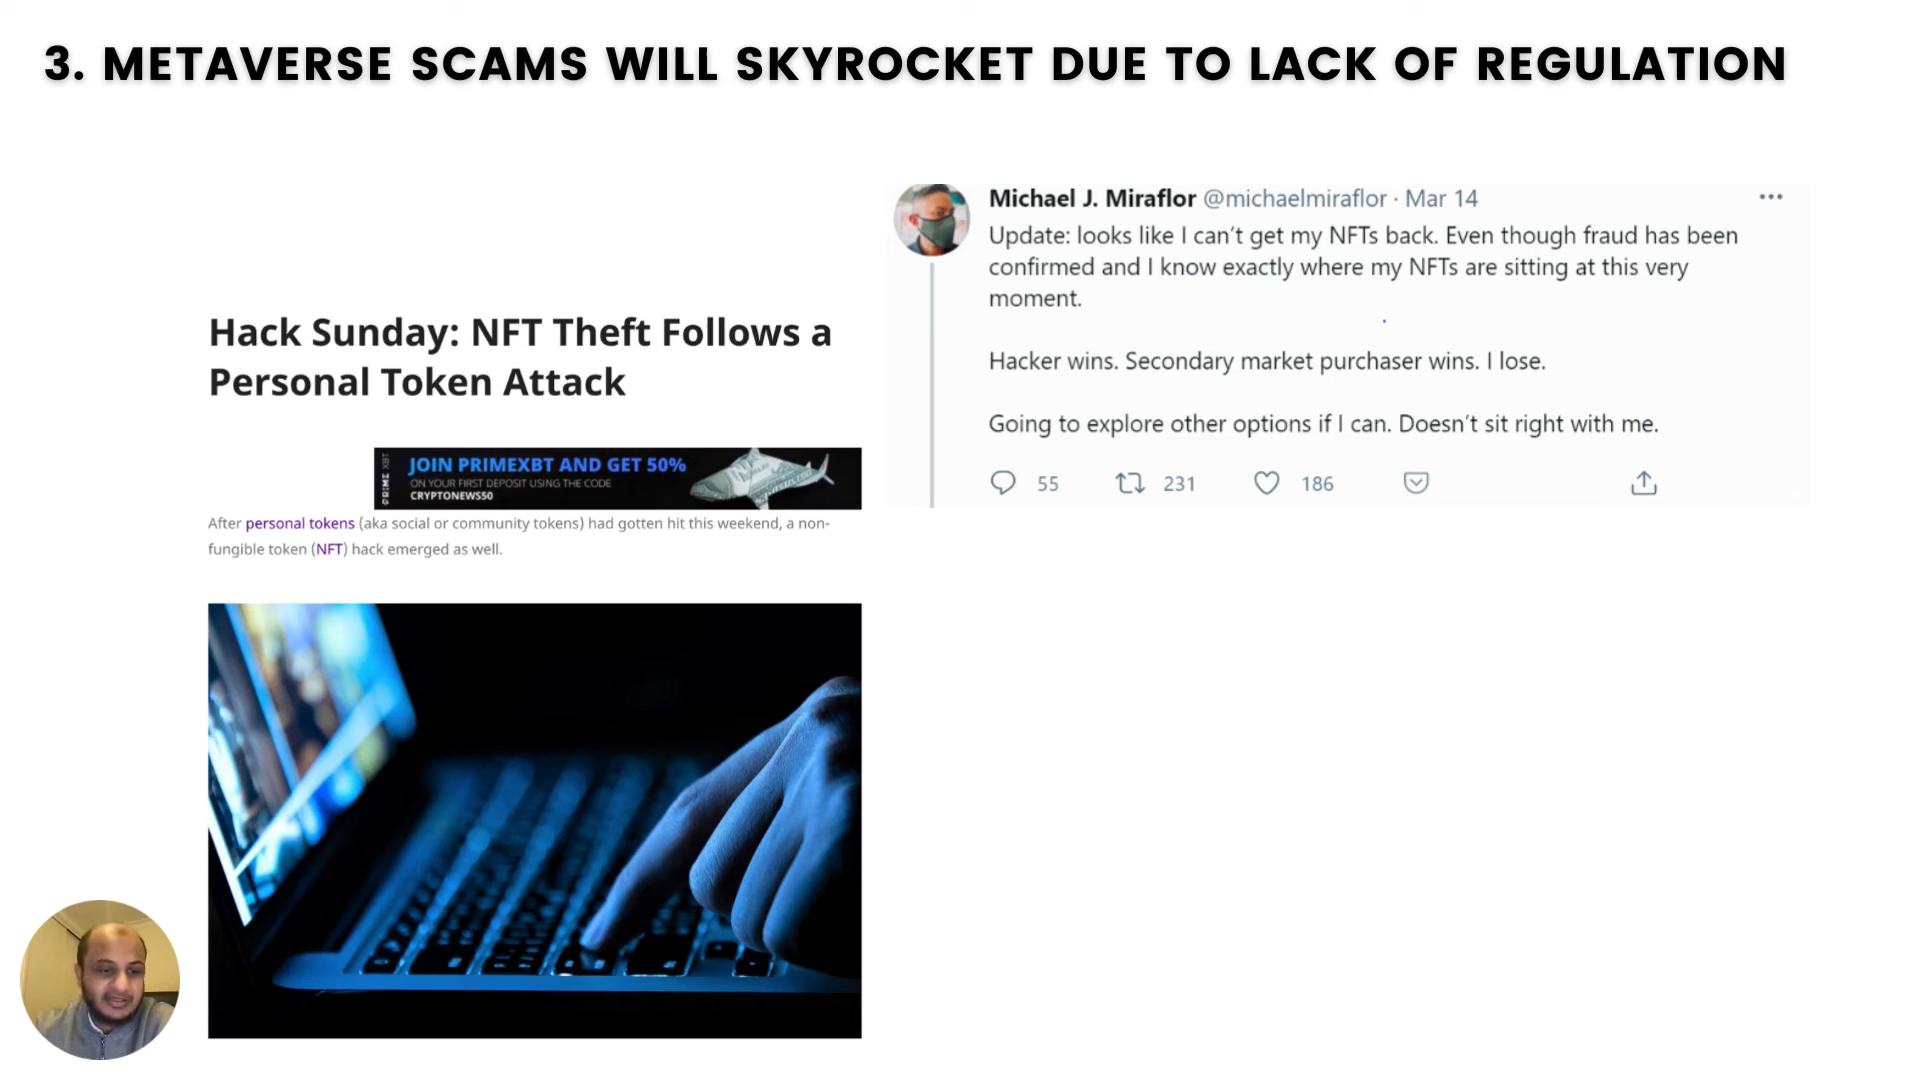 3. METAVERSE SCAMS WILL SKYROCKET DUE TO LACK OF REGULATION
Hack Sunday: NFT Theft Follows a
Personal Token Attack
PRIME XBT
JOIN PRIMEXBT AND GET 50%
ON YOUR FIRST DEPOSIT USING THE CODE
CRYPTONEWS50
After personal tokens (aka social or community tokens) had gotten hit this weekend, a non-
fungible token (NFT) hack emerged as well.
Michael J. Miraflor @michaelmiraflor · Mar 14
Update: looks like I can't get my NFTs back. Even though fraud has been
confirmed and I know exactly where my NFTs are sitting at this very
moment.
Hacker wins. Secondary market purchaser wins. I lose.
Going to explore other options if I can. Doesn't sit right with me.
55 231 186